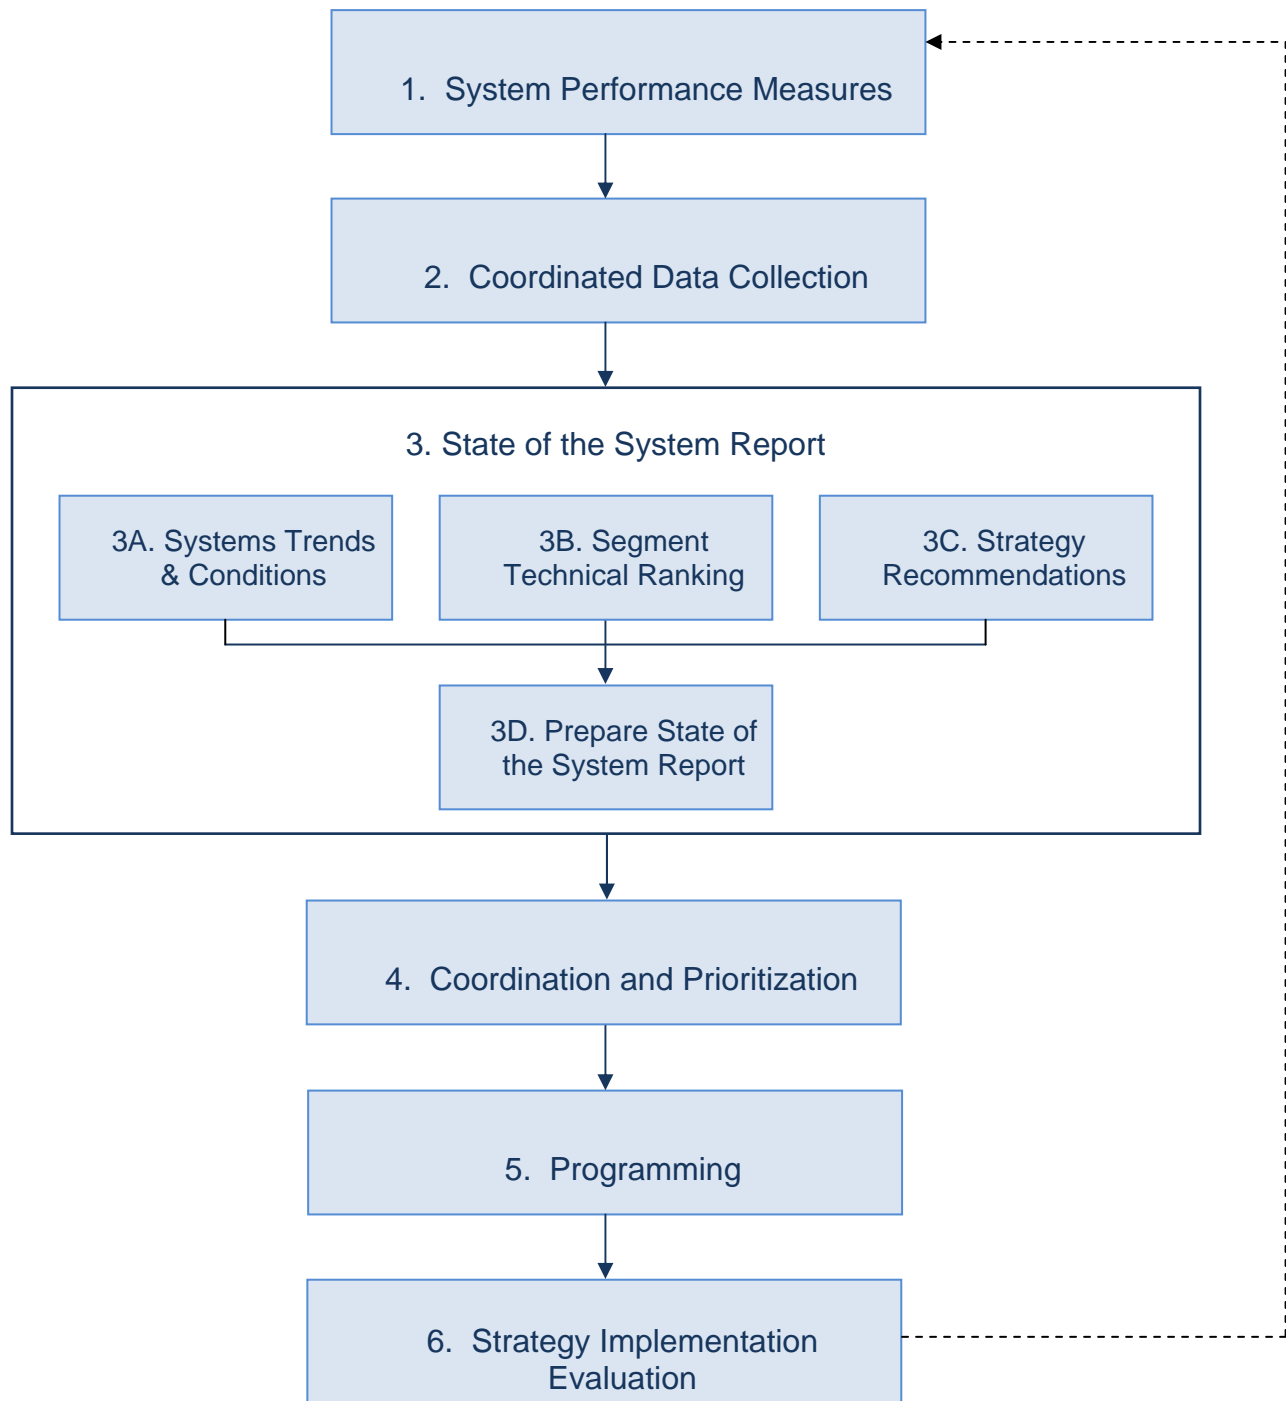 1. System Performance Measures
2. Coordinated Data Collection
3. State of the System Report
3A. Systems Trends
& Conditions
3B. Segment
Technical Ranking
3C. Strategy
Recommendations
3D. Prepare State of
the System Report
4. Coordination and Prioritization
5. Programming
6. Strategy Implementation
Evaluation